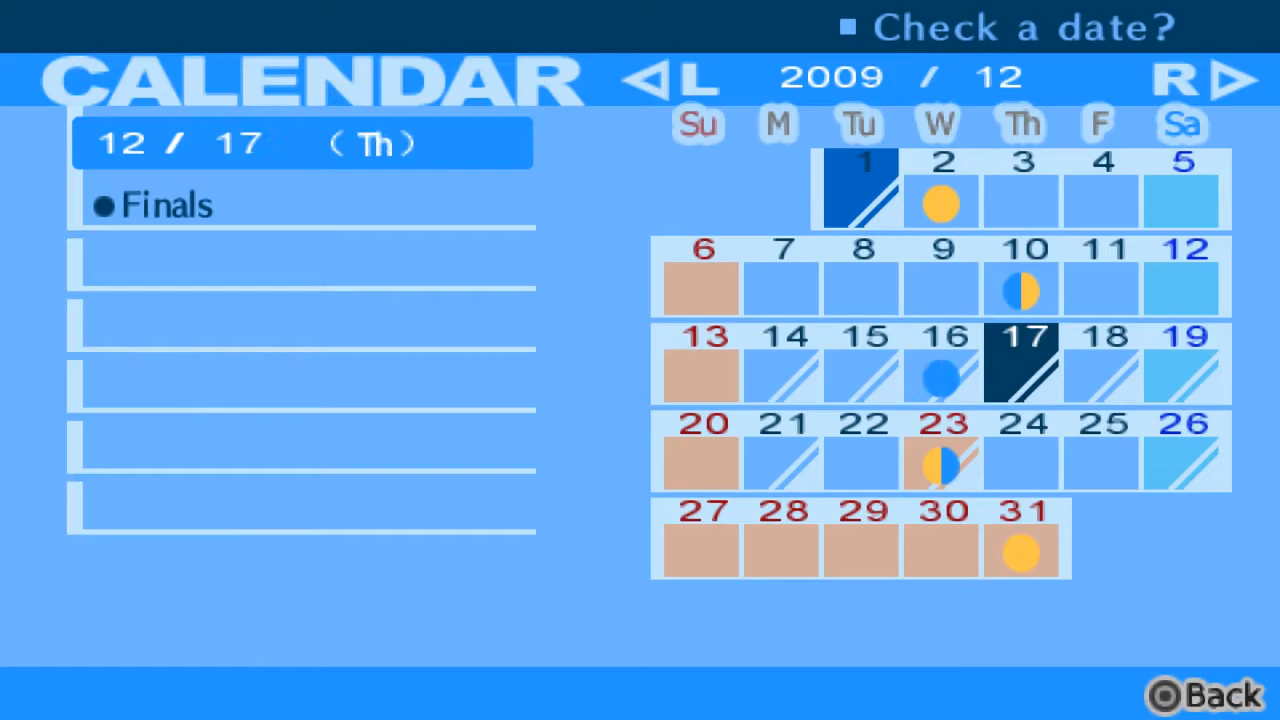 Check a date?
CALENDAR
L 2009 / 12 R
Su M Tu W Th F Sa
12 / 17 (Th)
Finals
1 2 3 4 5
6 7 8 9 10 11 12
13 14 15 16 17 18 19
20 21 22 23 24 25 26
27 28 29 30 31
Back